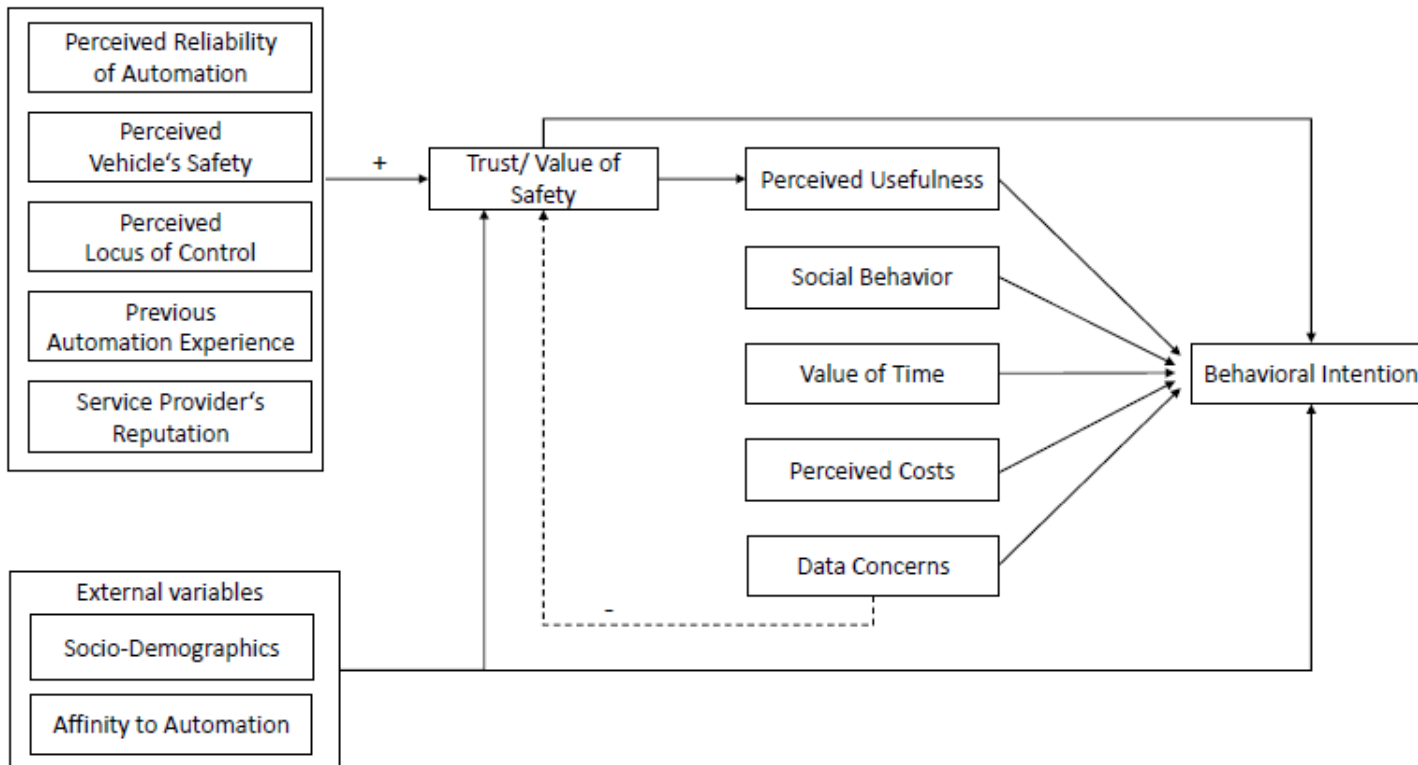 Perceived Reliability
of Automation
Perceived
Vehicle‘s Safety
Perceived
Locus of Control
Previous
Automation Experience
Service Provider‘s
Reputation
+
Trust/ Value of
Safety
Perceived Usefulness
Social Behavior
Value of Time
Perceived Costs
Data Concerns
-
Behavioral Intention
External variables
Socio-Demographics
Affinity to Automation